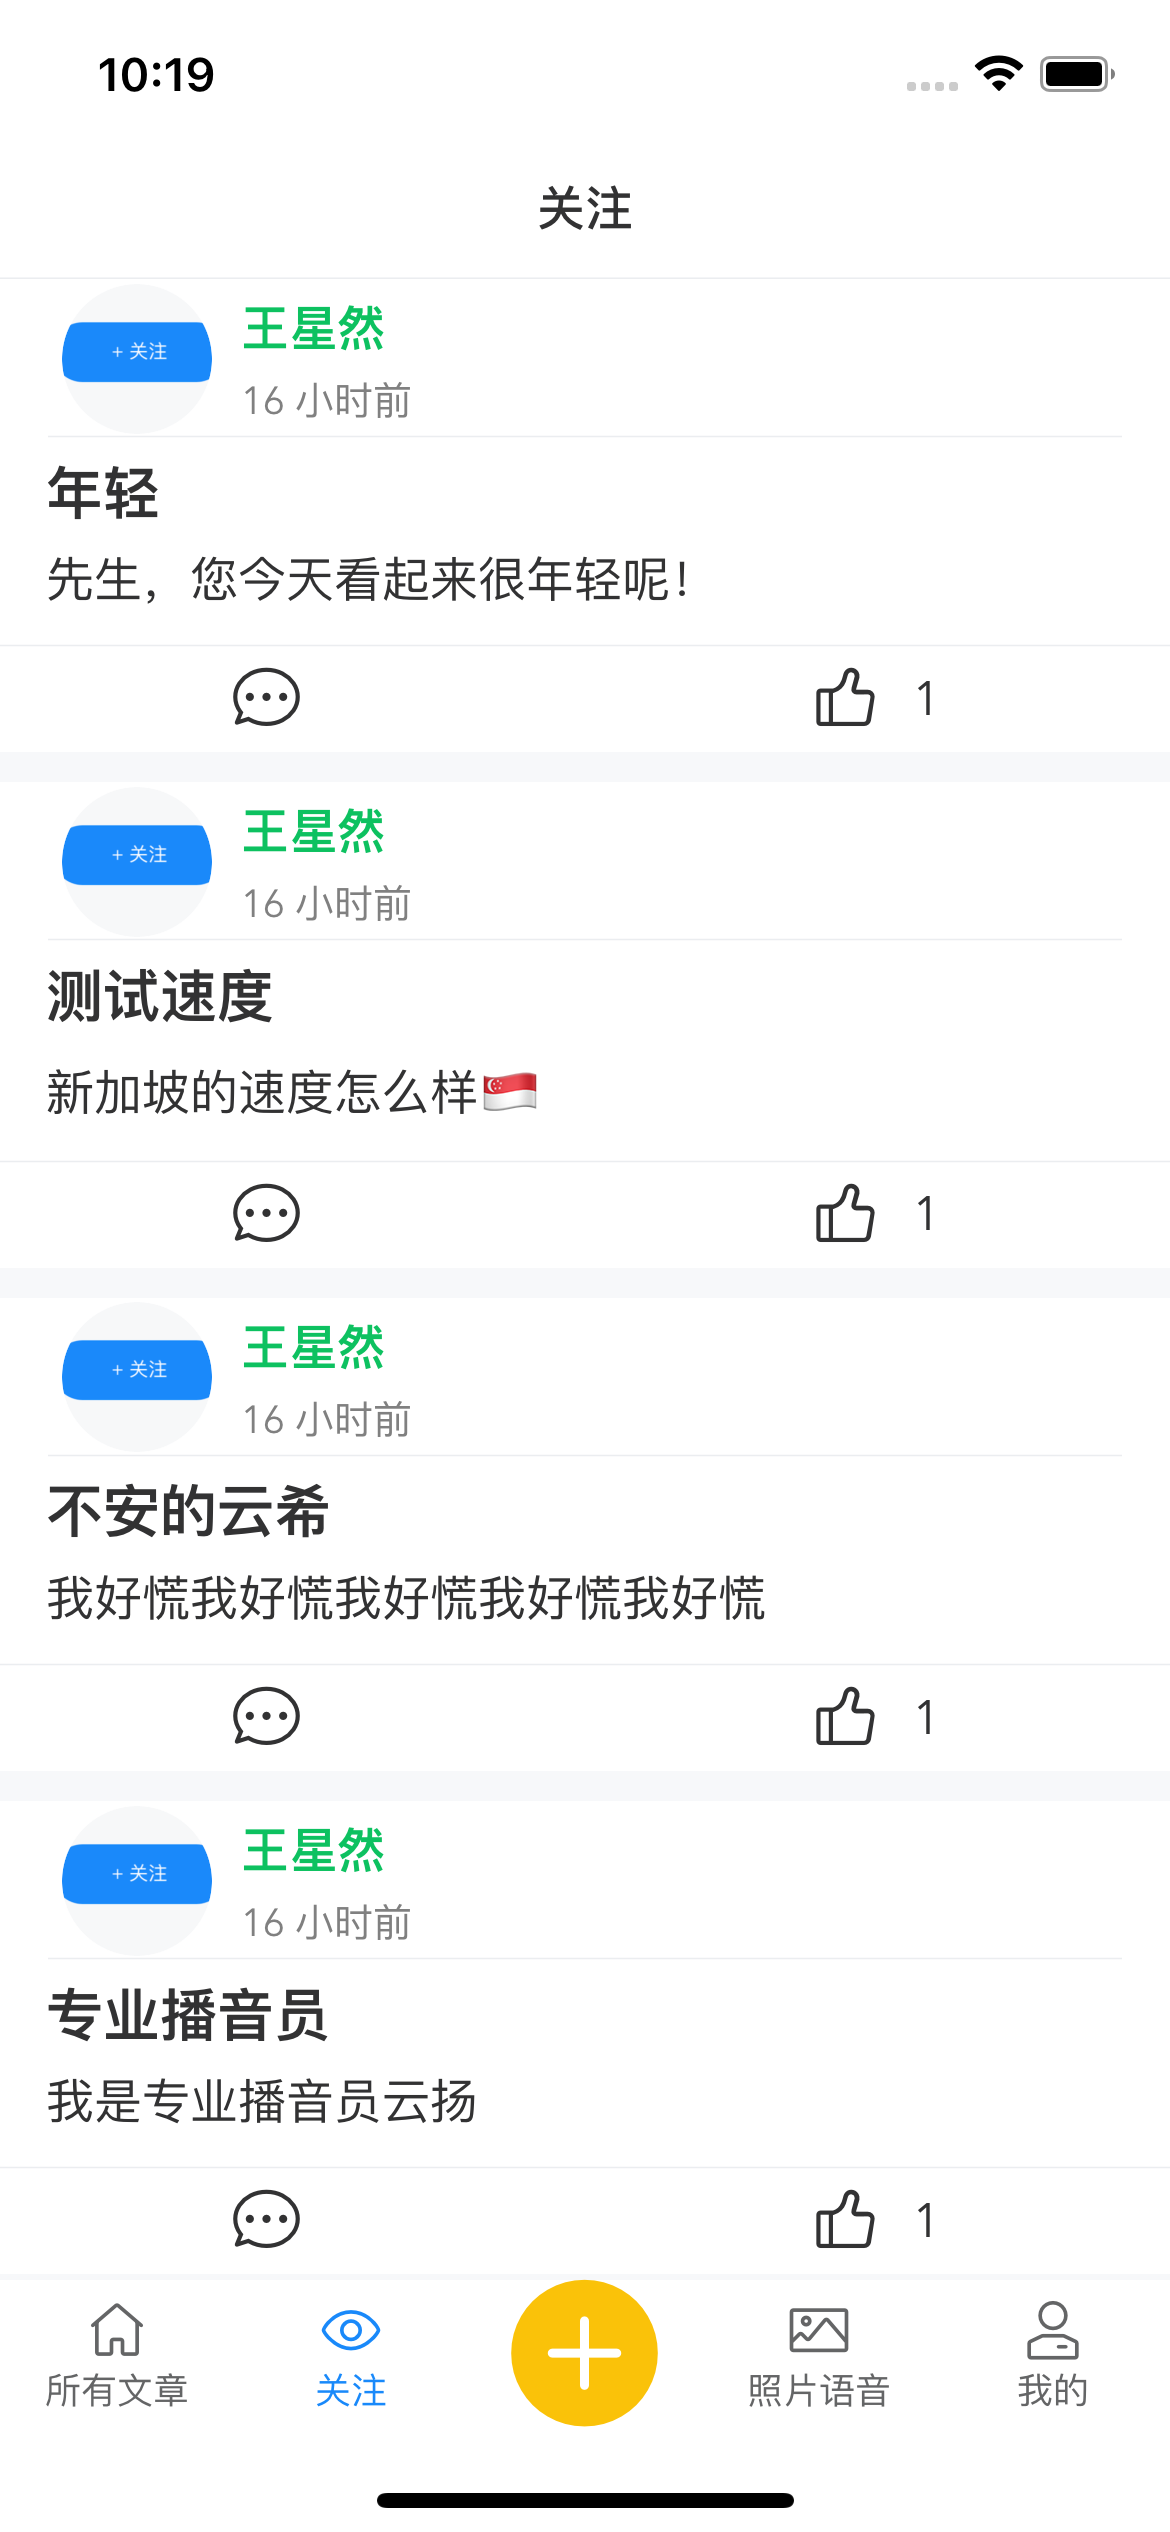 10:19
关注
+ 关注
王星然
16 小时前
年轻
先生，您今天看起来很年轻呢！
1
+ 关注
王星然
16 小时前
测试速度
新加坡的速度怎么样🇸🇬
1
+ 关注
王星然
16 小时前
不安的云希
我好慌我好慌我好慌我好慌我好慌
1
+ 关注
王星然
16 小时前
专业播音员
我是专业播音员云扬
1
所有文章
关注
照片语音
我的